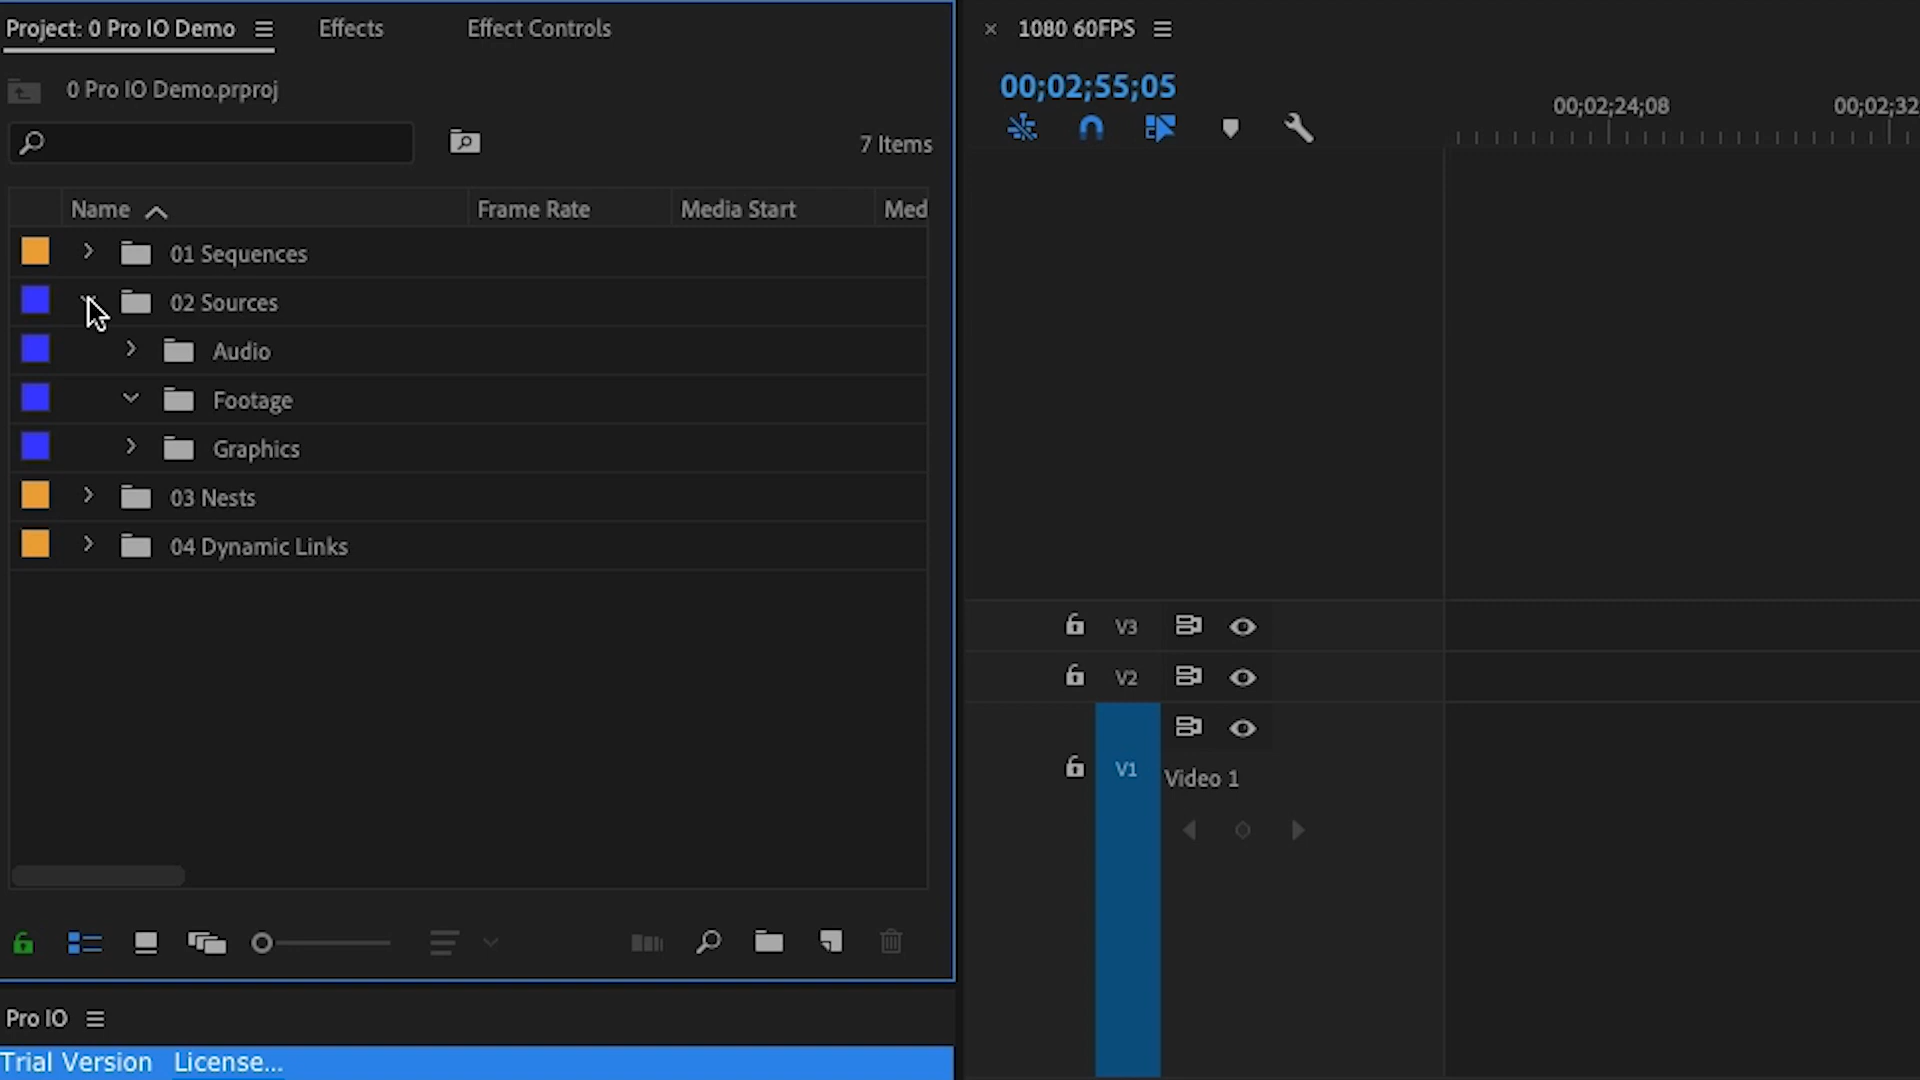 Project: 0 Pro IO Demo Effects Effect Controls
0 Pro IO Demo.prproj
7 Items
Name Frame Rate Media Start Med
01 Sequences
02 Sources
Audio
Footage
Graphics
03 Nests
04 Dynamic Links
Pro IO
Trial Version License...
× 1080 60FPS
00;02;55;05
00;02;24;08 00;02;32
V3
V2
V1 Video 1